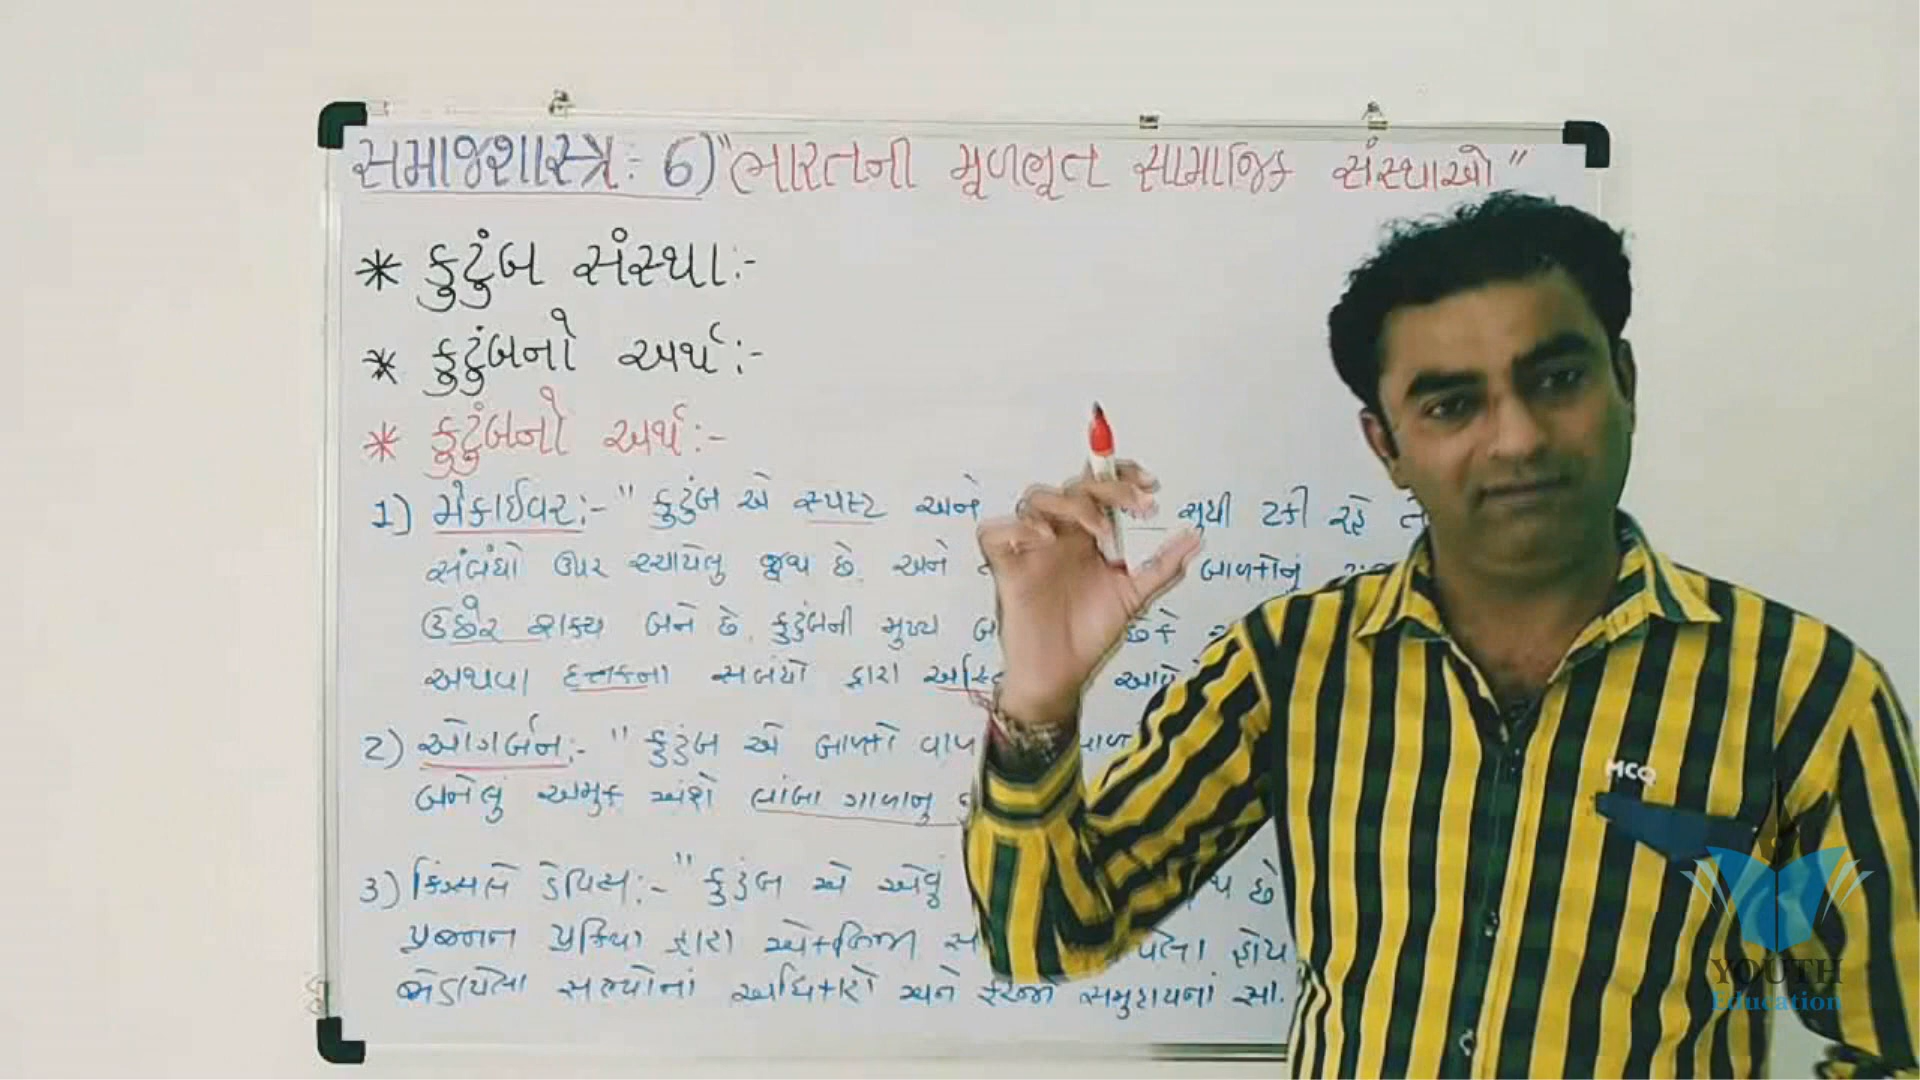 સમાજશાસ્ત્ર :- 6) "ભારતની મૂળભૂત સામાજિક સંસ્થાઓ"
* કુટુંબ સંસ્થા:-
* કુટુંબનો અર્થ:-
* કુટુંબનો અર્થ:-
1) મેકાઈવર:- " કુટુંબ એ સ્પષ્ટ અને સુધી ટકી રહે
સંબંધો ઉપર રચાયેલુ જૂથ છે. અને બાળકોનું
ઉછેર શક્ય બને છે. કુટુંબની મુખ્ય
અથવા દત્તકના સબંધો દ્વારા
2) ઓગબર્ન:- " કુટુંબ એ બાળકો
બનેલું અમુક અંશે લાંબા ગાળાનુ
3) કિંગ્સલે ડેવિસ:- " કુટુંબ એ એવું છે
પ્રજનન પ્રક્રિયા દ્વારા એકબિજા હોય
જોડાયેલા સભ્યોનાં અધિકારો અને ફરજો સમુદાયનાં સા.
MCQ
YOUTH
Education